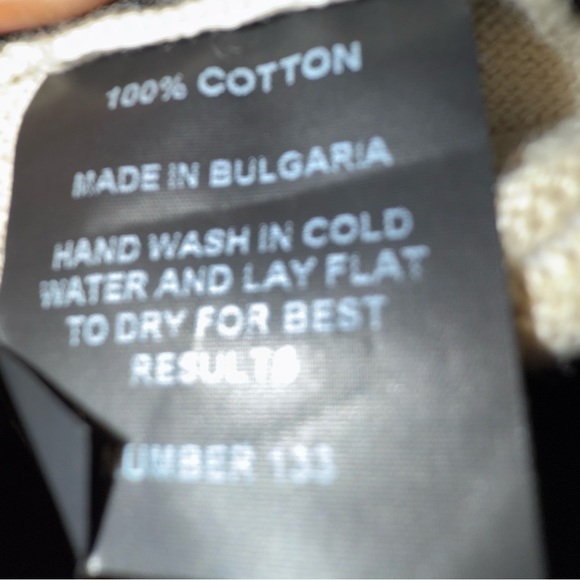 100% COTTON
MADE IN BULGARIA
HAND WASH IN COLD
WATER AND LAY FLAT
TO DRY FOR BEST
RESULTS
UMBER 133